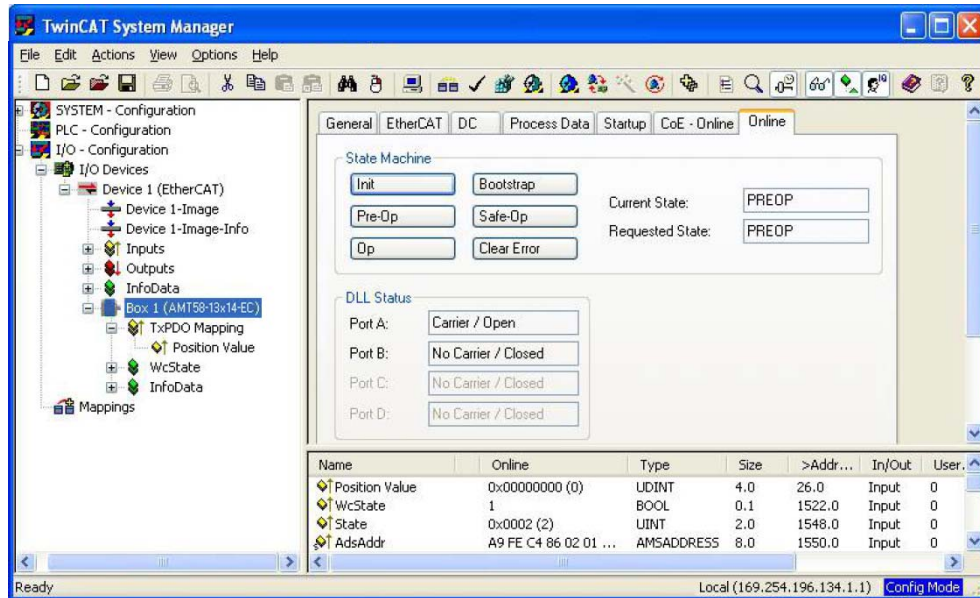 TwinCAT System Manager
File Edit Actions View Options Help
SYSTEM - Configuration
PLC - Configuration
I/O - Configuration
I/O Devices
Device 1 (EtherCAT)
Device 1-Image
Device 1-Image-Info
Inputs
Outputs
InfoData
Box 1 (AMT58-13x14-EC)
TxPDO Mapping
Position Value
WcState
InfoData
Mappings
General EtherCAT DC Process Data Startup CoE - Online Online
State Machine
Init Bootstrap
Pre-Op Safe-Op
Op Clear Error
Current State: PREOP
Requested State: PREOP
DLL Status
Port A: Carrier / Open
Port B: No Carrier / Closed
Port C: No Carrier / Closed
Port D: No Carrier / Closed
Name Online Type Size >Addr... In/Out User.
Position Value 0x00000000 (0) UDINT 4.0 26.0 Input 0
WcState 1 BOOL 0.1 1522.0 Input 0
State 0x0002 (2) UINT 2.0 1548.0 Input 0
AdsAddr A9 FE C4 86 02 01 ... AMSADDRESS 8.0 1550.0 Input 0
Ready Local (169.254.196.134.1.1) Config Mode